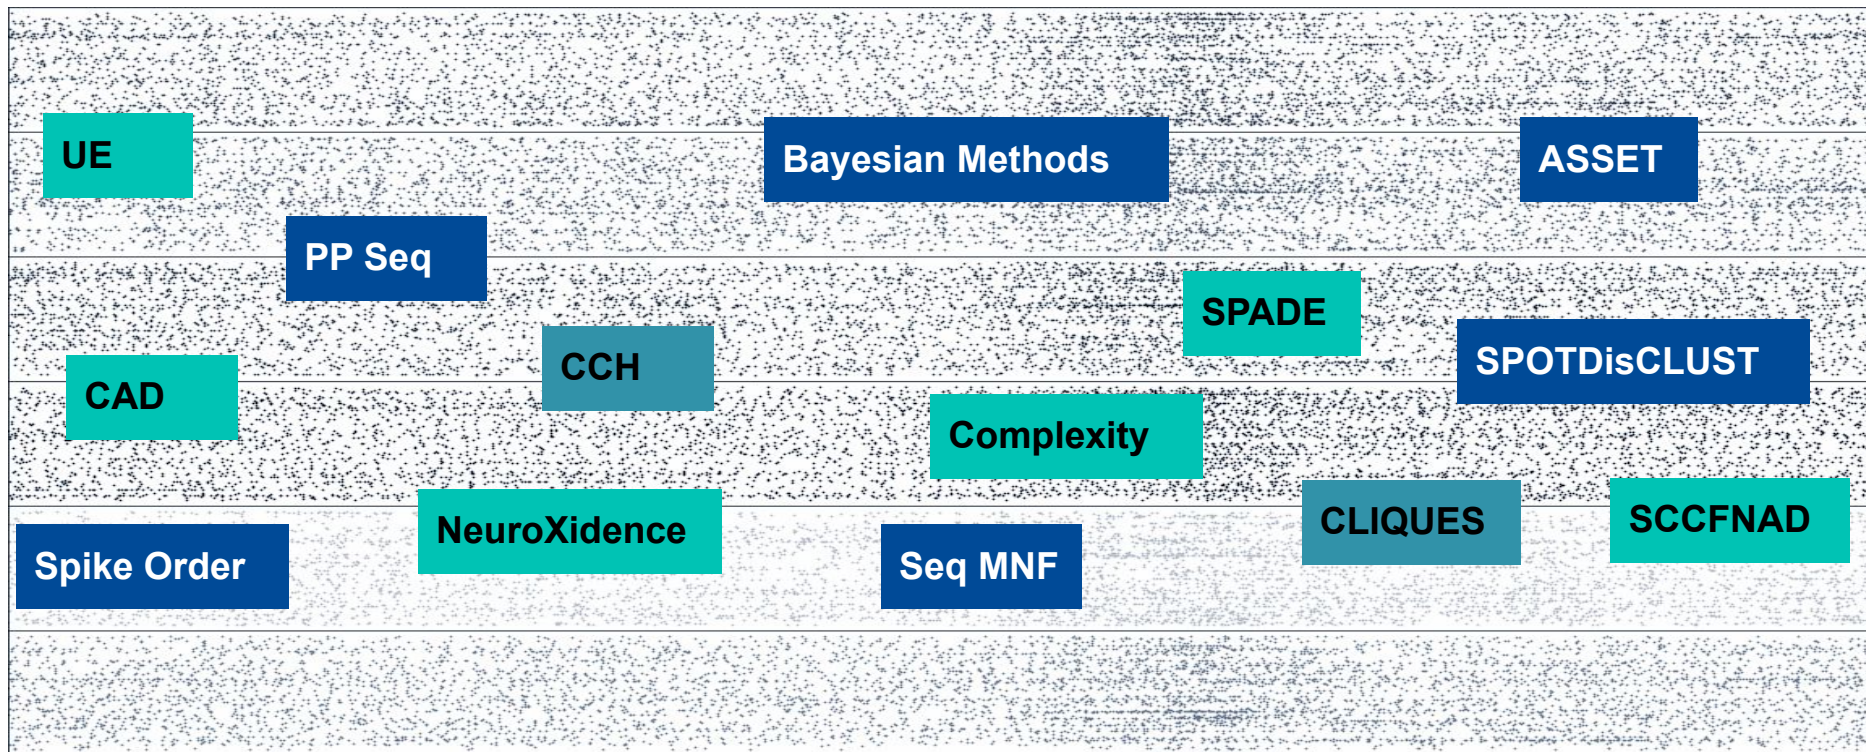 UE
Bayesian Methods
ASSET
PP Seq
SPADE
CCH
SPOTDisCLUST
CAD
Complexity
NeuroXidence
CLIQUES
SCCFNAD
Spike Order
Seq MNF